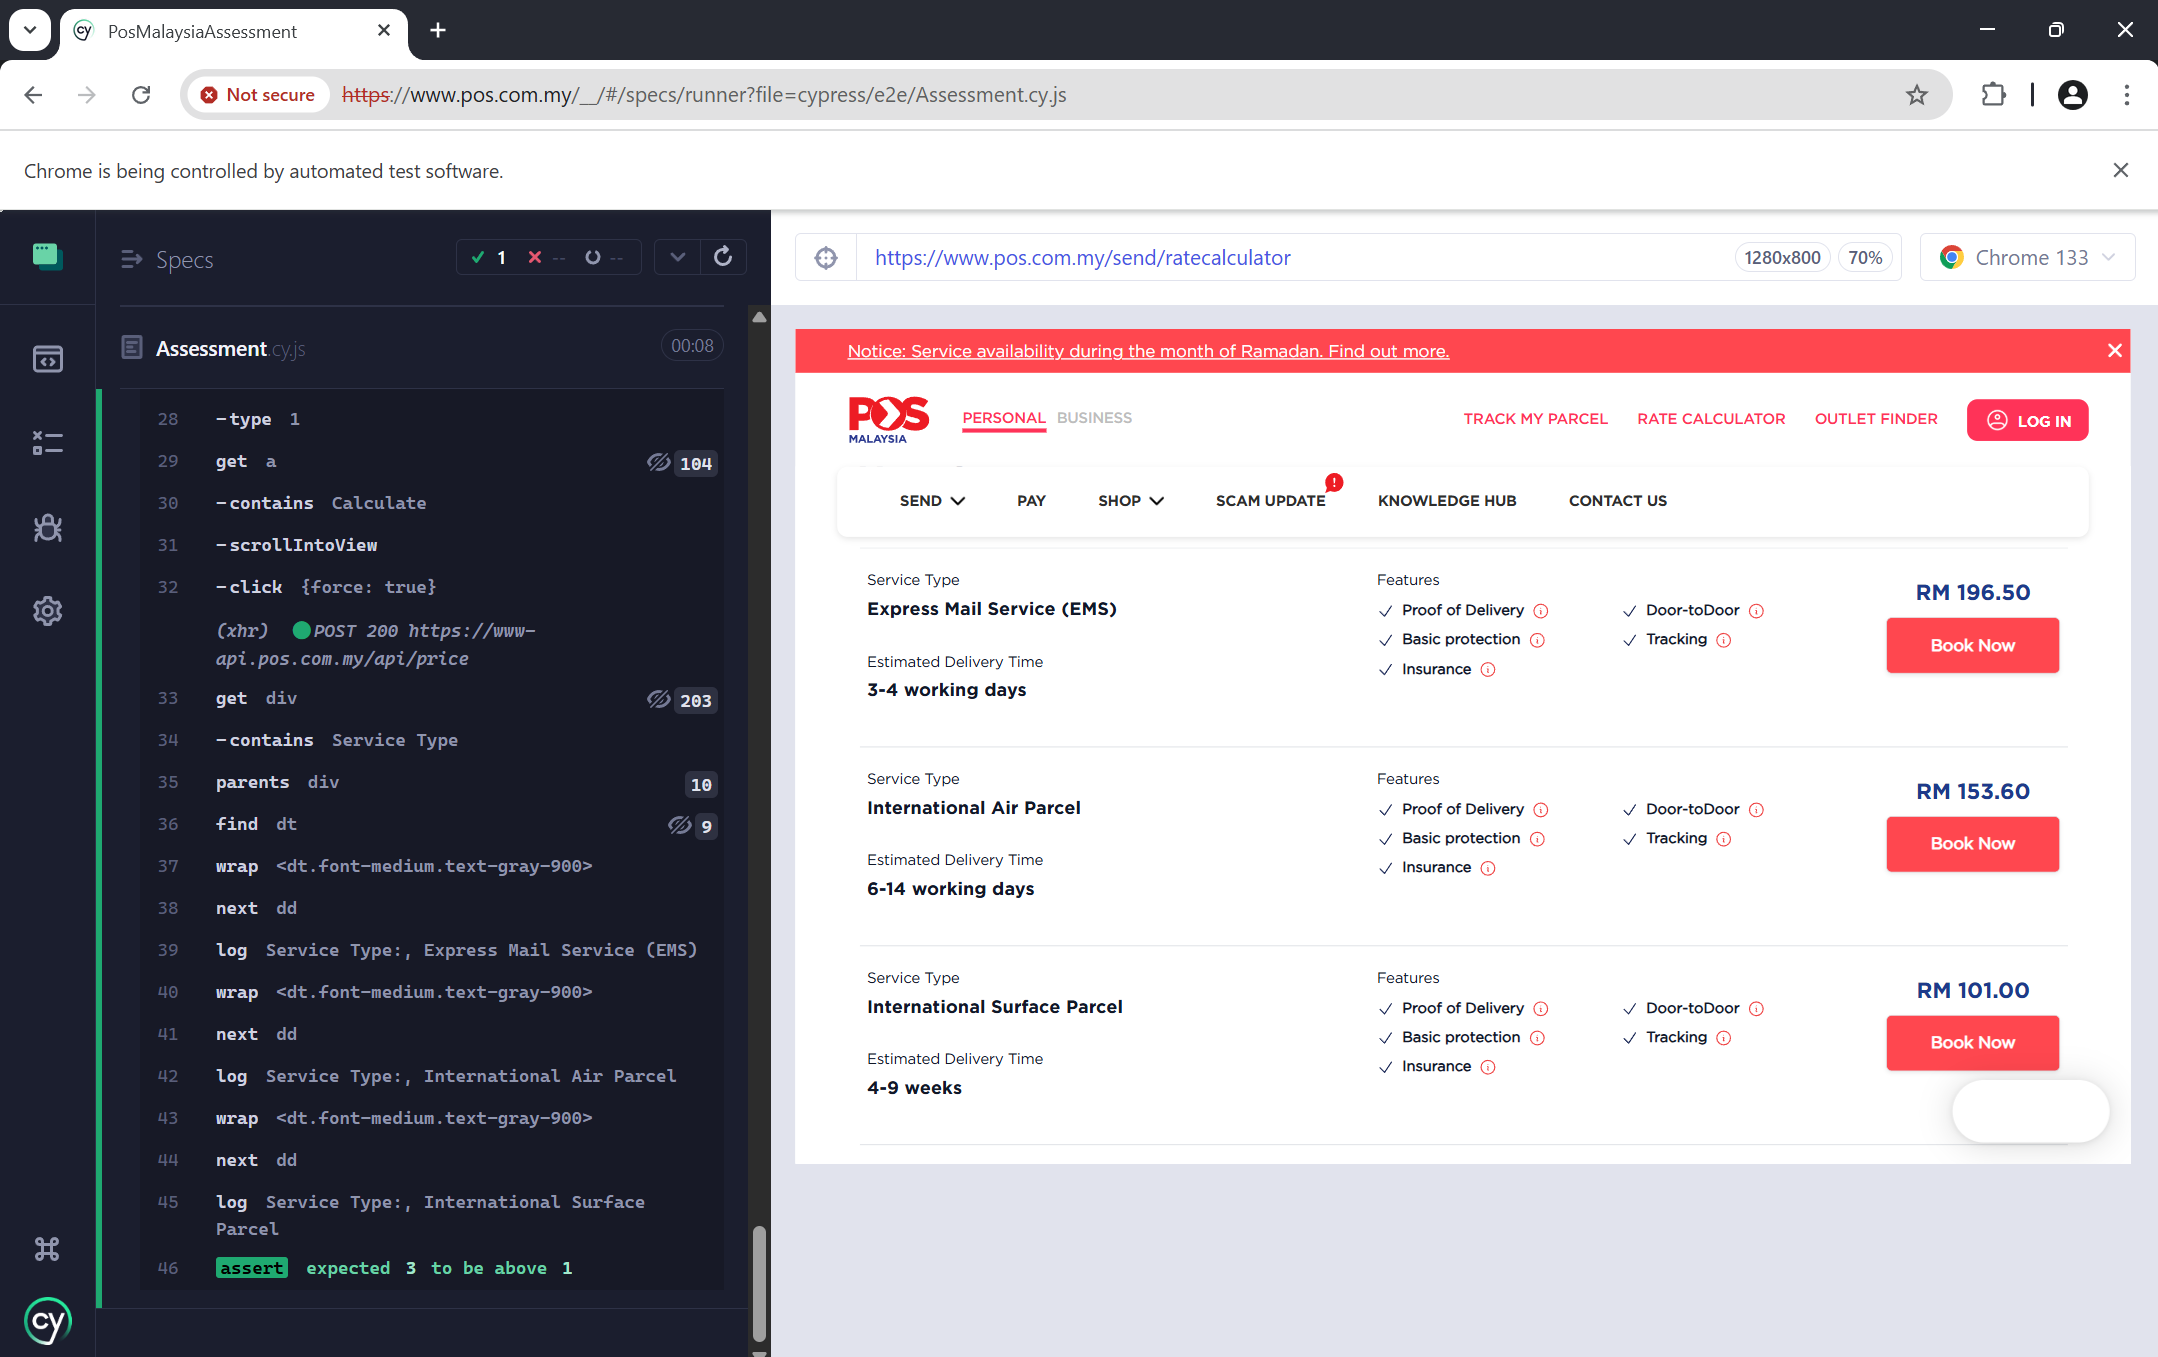 PosMalaysiaAssessment
Not secure https://www.pos.com.my/__/#/specs/runner?file=cypress/e2e/Assessment.cy.js
Chrome is being controlled by automated test software.
Specs
1 -- --
Assessment.cy.js 00:08
28 -type 1
29 get a 104
30 -contains Calculate
31 -scrollIntoView
32 -click {force: true}
(xhr) POST 200 https://www-
api.pos.com.my/api/price
33 get div 203
34 -contains Service Type
35 parents div 10
36 find dt 9
37 wrap <dt.font-medium.text-gray-900>
38 next dd
39 log Service Type:, Express Mail Service (EMS)
40 wrap <dt.font-medium.text-gray-900>
41 next dd
42 log Service Type:, International Air Parcel
43 wrap <dt.font-medium.text-gray-900>
44 next dd
45 log Service Type:, International Surface
Parcel
46 assert expected 3 to be above 1
cy
https://www.pos.com.my/send/ratecalculator 1280x800 70% Chrome 133
Notice: Service availability during the month of Ramadan. Find out more.
POS MALAYSIA
PERSONAL BUSINESS TRACK MY PARCEL RATE CALCULATOR OUTLET FINDER LOG IN
SEND PAY SHOP SCAM UPDATE ! KNOWLEDGE HUB CONTACT US
Service Type
Express Mail Service (EMS)
Estimated Delivery Time
3-4 working days
Features
Proof of Delivery Door-toDoor
Basic protection Tracking
Insurance
RM 196.50
Book Now
Service Type
International Air Parcel
Estimated Delivery Time
6-14 working days
Features
Proof of Delivery Door-toDoor
Basic protection Tracking
Insurance
RM 153.60
Book Now
Service Type
International Surface Parcel
Estimated Delivery Time
4-9 weeks
Features
Proof of Delivery Door-toDoor
Basic protection Tracking
Insurance
RM 101.00
Book Now